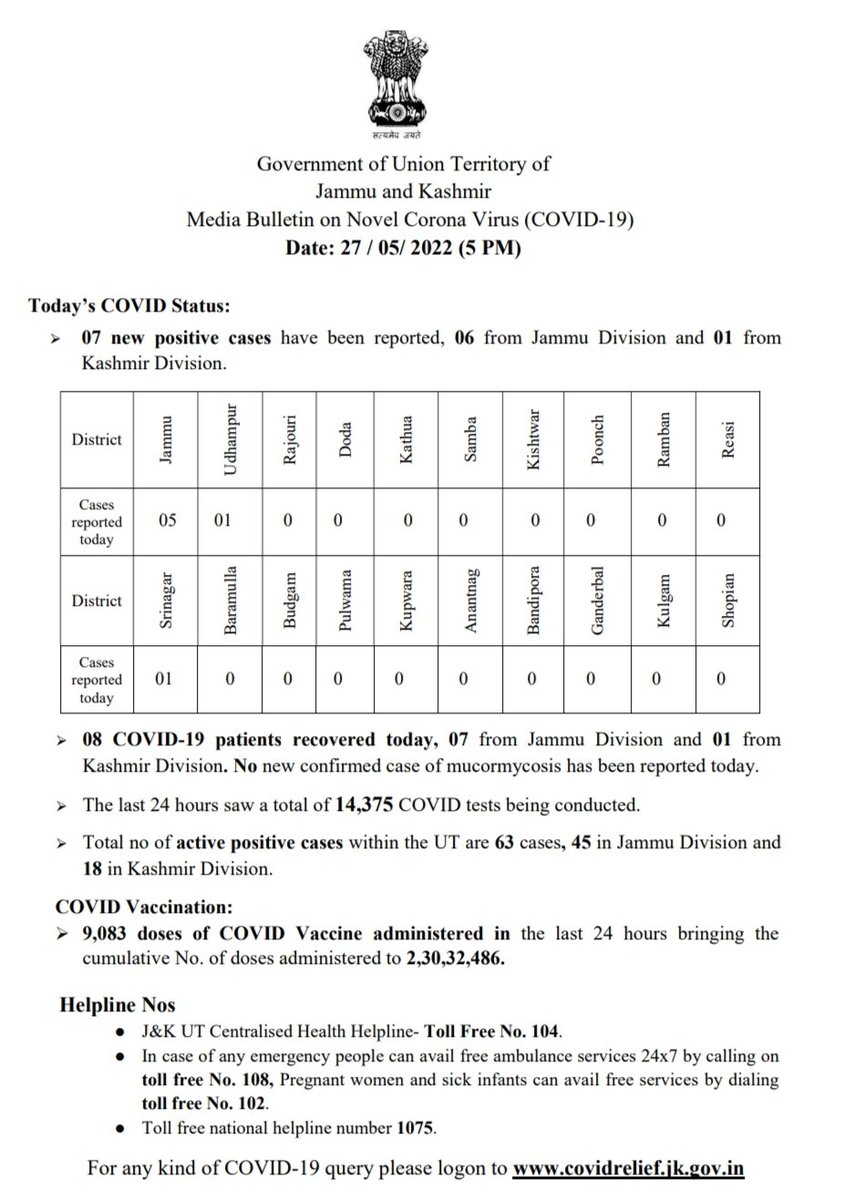 सत्यमेव जयते
Government of Union Territory of
Jammu and Kashmir
Media Bulletin on Novel Corona Virus (COVID-19)
Date: 27 / 05/ 2022 (5 PM)
Today’s COVID Status:
➢ 07 new positive cases have been reported, 06 from Jammu Division and 01 from
Kashmir Division.
District Jammu Udhampur Rajouri Doda Kathua Samba Kishtwar Poonch Ramban Reasi
Cases
reported
today 05 01 0 0 0 0 0 0 0 0
District Srinagar Baramulla Budgam Pulwama Kupwara Anantnag Bandipora Ganderbal Kulgam Shopian
Cases
reported
today 01 0 0 0 0 0 0 0 0 0
➢ 08 COVID-19 patients recovered today, 07 from Jammu Division and 01 from
Kashmir Division. No new confirmed case of mucormycosis has been reported today.
➢ The last 24 hours saw a total of 14,375 COVID tests being conducted.
➢ Total no of active positive cases within the UT are 63 cases, 45 in Jammu Division and
18 in Kashmir Division.
COVID Vaccination:
➢ 9,083 doses of COVID Vaccine administered in the last 24 hours bringing the
cumulative No. of doses administered to 2,30,32,486.
Helpline Nos
● J&K UT Centralised Health Helpline- Toll Free No. 104.
● In case of any emergency people can avail free ambulance services 24x7 by calling on
toll free No. 108, Pregnant women and sick infants can avail free services by dialing
toll free No. 102.
● Toll free national helpline number 1075.
For any kind of COVID-19 query please logon to www.covidrelief.jk.gov.in